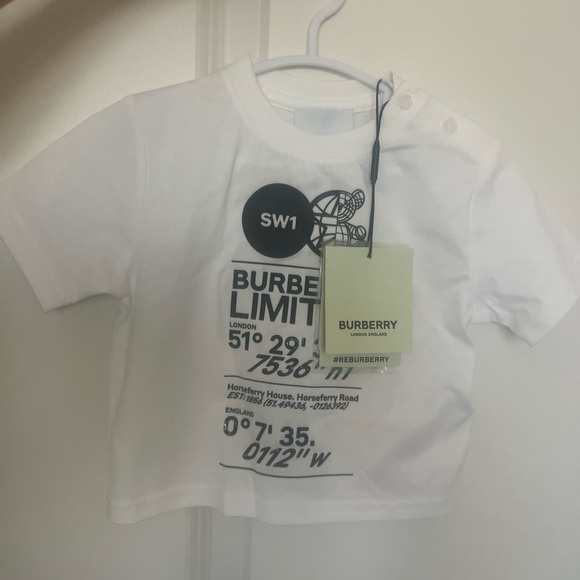 SW1
BURBE
LIMIT
LONDON
51° 29'
7536"
Horseferry House. Horseferry Road
EST: 1856 (51.49436, -0126392)
ENGLAND
0° 7' 35.
0112" W
BURBERRY
LONDON ENGLAND
#REBURBERRY